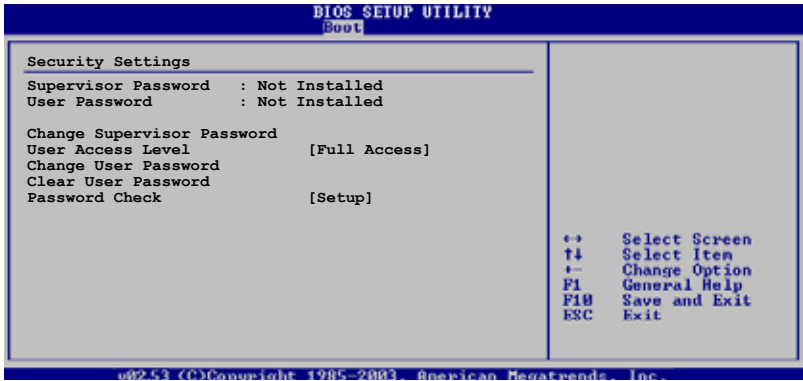 BIOS SETUP UTILITY
Boot
Security Settings
Supervisor Password : Not Installed
User Password : Not Installed
Change Supervisor Password
User Access Level [Full Access]
Change User Password
Clear User Password
Password Check [Setup]
←→ Select Screen
↑↓ Select Item
+- Change Option
F1 General Help
F10 Save and Exit
ESC Exit
v02.53 (C)Copyright 1985-2003, American Megatrends, Inc.